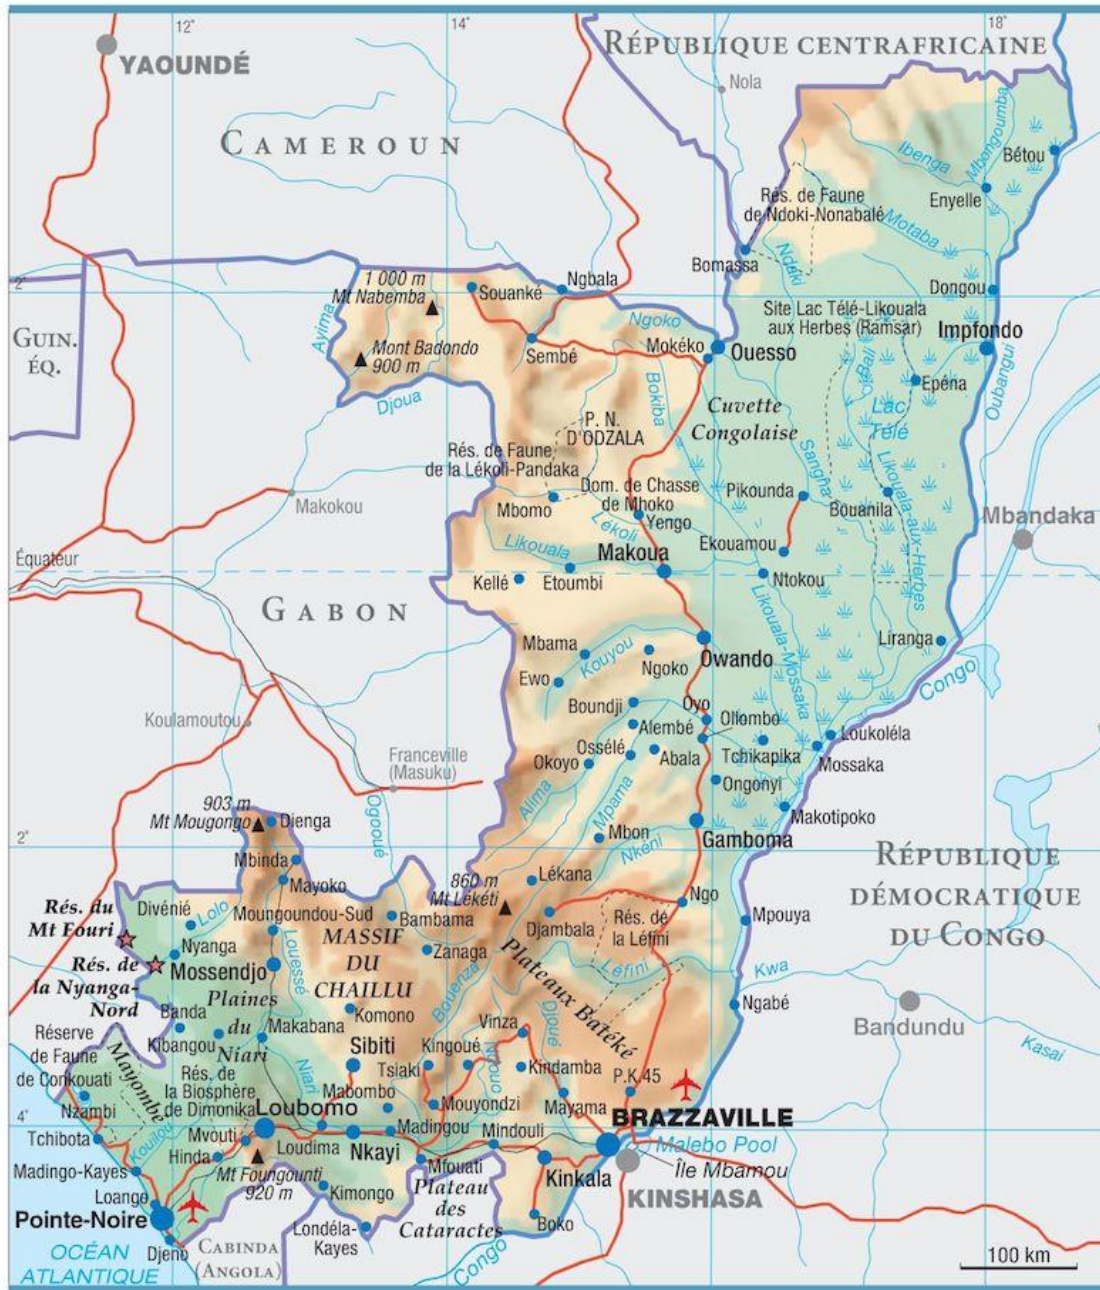 12°
14°
18°
YAOUNDÉ
RÉPUBLIQUE CENTRAFRICAINE
Nola
CAMEROUN
Ibenga
Mbongoumba
Bétou
Enyelle
Rés. de Faune
de Ndoki-Nonabalé
Motaba
Ndoki
Bomassa
Dongou
2°
1 000 m
Mt Nabemba
Souanké
Ngbala
Ayina
Ngoko
Site Lac Télé-Likouala
aux Herbes (Ramsar)
Impfondo
GUIN.
ÉQ.
Mont Badondo
900 m
Sembé
Mokéko
Ouesso
Bali
Epéna
Oubangui
Djoua
Bokiba
Cuvette
Congolaise
Lac
Télé
P. N.
D'ODZALA
Rés. de Faune
de la Lékoli-Pandaka
Sangha
Likouala-aux-Herbes
Makokou
Mbomo
Dom. de Chasse
de Mhoko
Pikounda
Bouanila
Yengo
Lékoli
Mbandaka
Likouala
Makoua
Ekouamou
Équateur
Kellé
Etoumbi
Ntokou
GABON
Likouala-Mossaka
Liranga
Mbama
Kouyou
Ngoko
Owando
Congo
Ewo
Koulamoutou
Boundji
Oyo
Alembé
Ollombo
Loukoléla
Franceville
(Masuku)
Ossélé
Okoyo
Abala
Tchikapika
Mossaka
Ongonyi
Alima
Mpama
Makotipoko
903 m
Mt Mougongo
Dienga
Ogooué
Mbon
Nkéni
Gamboma
2°
Mbinda
Mayoko
860 m
Mt Lékéti
Lékana
Ngo
RÉPUBLIQUE
DÉMOCRATIQUE
DU CONGO
Rés. du
Mt Fouri
Divénié
Lolo
Moungoundou-Sud
Bambama
Djambala
Rés. de
la Léfini
Mpouya
Nyanga
MASSIF
DU
CHAILLU
Zanaga
Rés. de
la Nyanga-
Nord
Mossendjo
Louessé
Plateaux Batéké
Léfini
Kwa
Plaines
du
Niari
Bouenza
Banda
Makabana
Komono
Djoué
Ngabé
Bandundu
Kasai
Réserve
de Faune
de Conkouati
Kibangou
Vinza
Mayombe
Sibiti
Kingoué
Niari
Tsiaki
Kindamba
P.K.45
Rés. de
la Biosphère
de Dimonika
Mabombo
Nzambi
Mouyondzi
Mayama
BRAZZAVILLE
4°
Loubomo
Tchibota
Kouilou
Mvouti
Loudima
Nkayi
Madingou
Mindouli
Malebo Pool
Île Mbamou
Madingo-Kayes
Hinda
Mt Foungouti
920 m
Mfouati
Kinkala
KINSHASA
Loango
Kimongo
Plateau
des
Cataractes
Pointe-Noire
Londéla-
Kayes
Boko
Djeno
OCÉAN
ATLANTIQUE
CABINDA
(ANGOLA)
Congo
100 km